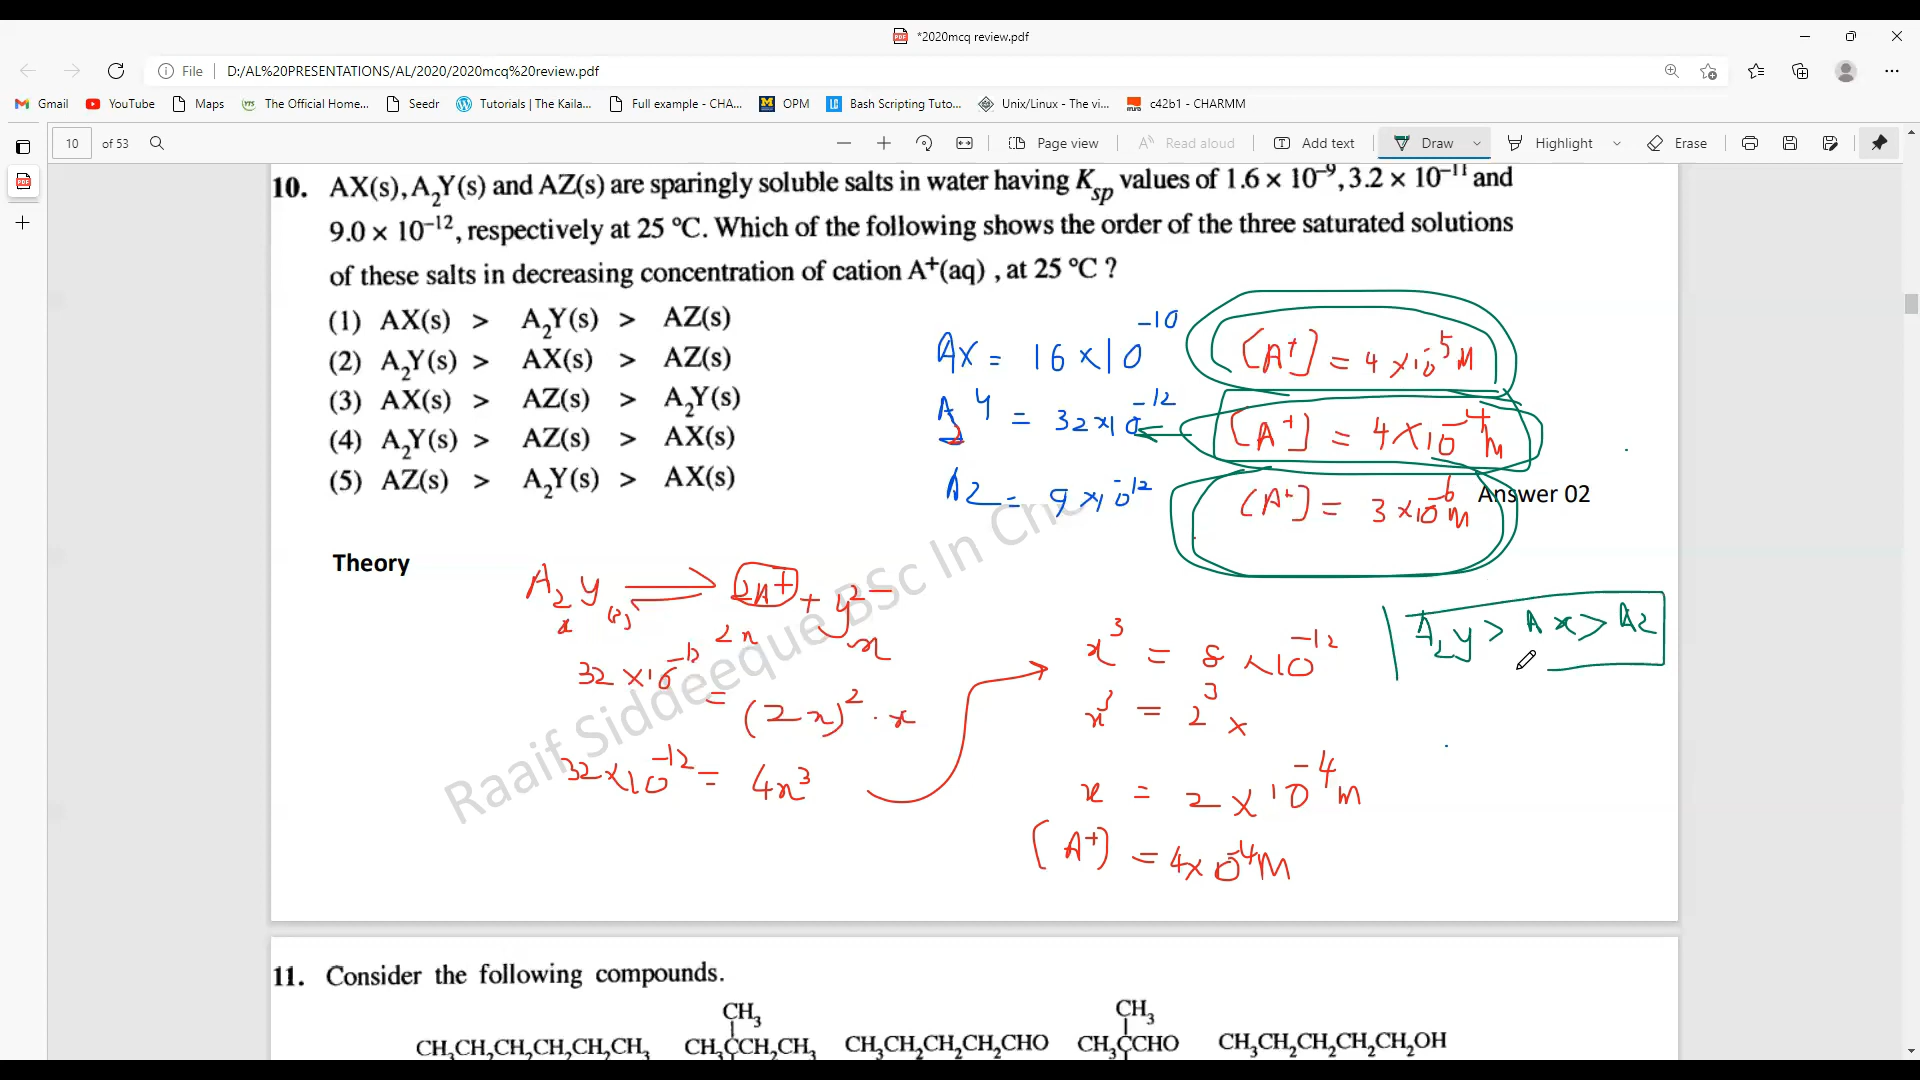 *2020mcq review.pdf
File D:/AL%20PRESENTATIONS/AL/2020/2020mcq%20review.pdf
Gmail YouTube Maps The Official Home... Seedr Tutorials | The Kaila... Full example - CHA... OPM Bash Scripting Tuto... Unix/Linux - The vi... c42b1 - CHARMM
10 of 53 Page view Read aloud Add text Draw Highlight Erase
10. AX(s), A₂Y(s) and AZ(s) are sparingly soluble salts in water having Ksp values of 1.6 × 10⁻⁹, 3.2 × 10⁻¹¹ and
9.0 × 10⁻¹², respectively at 25 °C. Which of the following shows the order of the three saturated solutions
of these salts in decreasing concentration of cation A⁺(aq) , at 25 °C ?
(1) AX(s) > A₂Y(s) > AZ(s)
(2) A₂Y(s) > AX(s) > AZ(s)
(3) AX(s) > AZ(s) > A₂Y(s)
(4) A₂Y(s) > AZ(s) > AX(s)
(5) AZ(s) > A₂Y(s) > AX(s)
AX = 16 × 10⁻¹⁰ [A⁺] = 4 × 10⁻⁵ M
A₂Y = 32 × 10⁻¹² [A⁺] = 4 × 10⁻⁴ M
AZ = 9 × 10⁻¹² [A⁺] = 3 × 10⁻⁶ M
Answer 02
Theory
A₂Y(s) ⇌ 2A⁺ + Y²⁻
x 2x x
32 × 10⁻¹² = (2x)² . x
32 × 10⁻¹² = 4x³
x³ = 8 × 10⁻¹²
x³ = 2³ ×
x = 2 × 10⁻⁴ M
[A⁺] = 4 × 10⁻⁴ M
A₂Y > AX > AZ
Raaif Siddeeque BSc In Che
11. Consider the following compounds.
CH₃ CH₃
CH₃CH₂CH₂CH₂CH₂CH₃ CH₃CCH₂CH₃ CH₃CH₂CH₂CH₂CHO CH₃CCHO CH₃CH₂CH₂CH₂CH₂OH